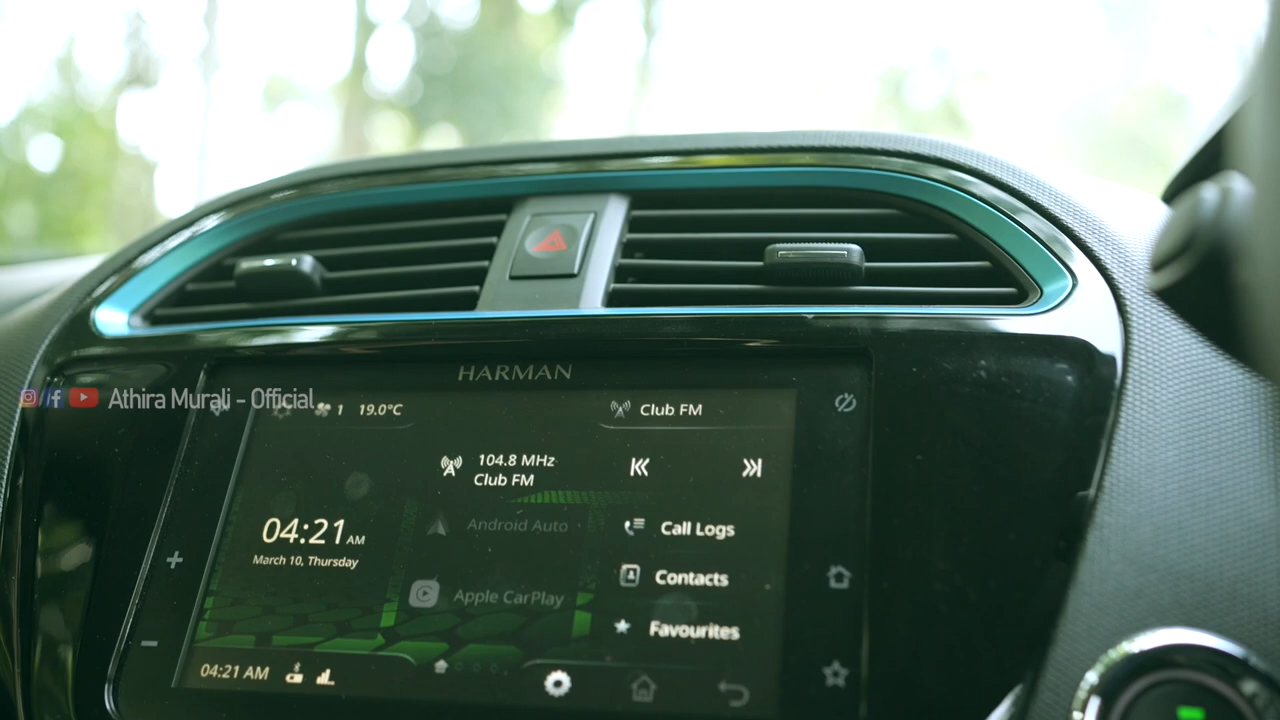 HARMAN
Athira Murali - Official
1 19.0°C
Club FM
104.8 MHz
Club FM
04:21 AM
March 10, Thursday
Android Auto
Apple CarPlay
Call Logs
Contacts
Favourites
04:21 AM